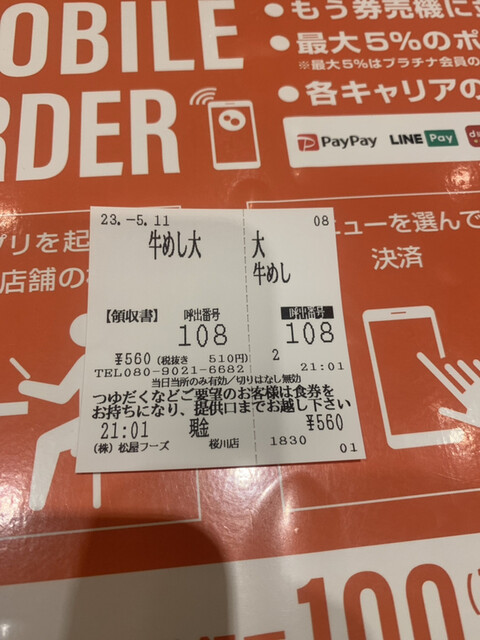 MOBILE
ORDER
もう券売機に
最大5%のポ
※最大5%はプラチナ会員の
各キャリアの
PayPay LINE Pay
プリを起
店舗の
ニューを選んで
決済
23.-5.11
牛めし大
【領収書】
呼出番号
108
¥560 (税抜き 510円)
TEL080-9021-6682
当日当所のみ有効/切りはなし無効
つゆだくなどご要望のお客様は食券を
お持ちになり、提供口までお越し下さい
21:01 現金 ¥560
(株)松屋フーズ 桜川店 1830 01
08
大
牛めし
呼出番号
108
2 21:01
100